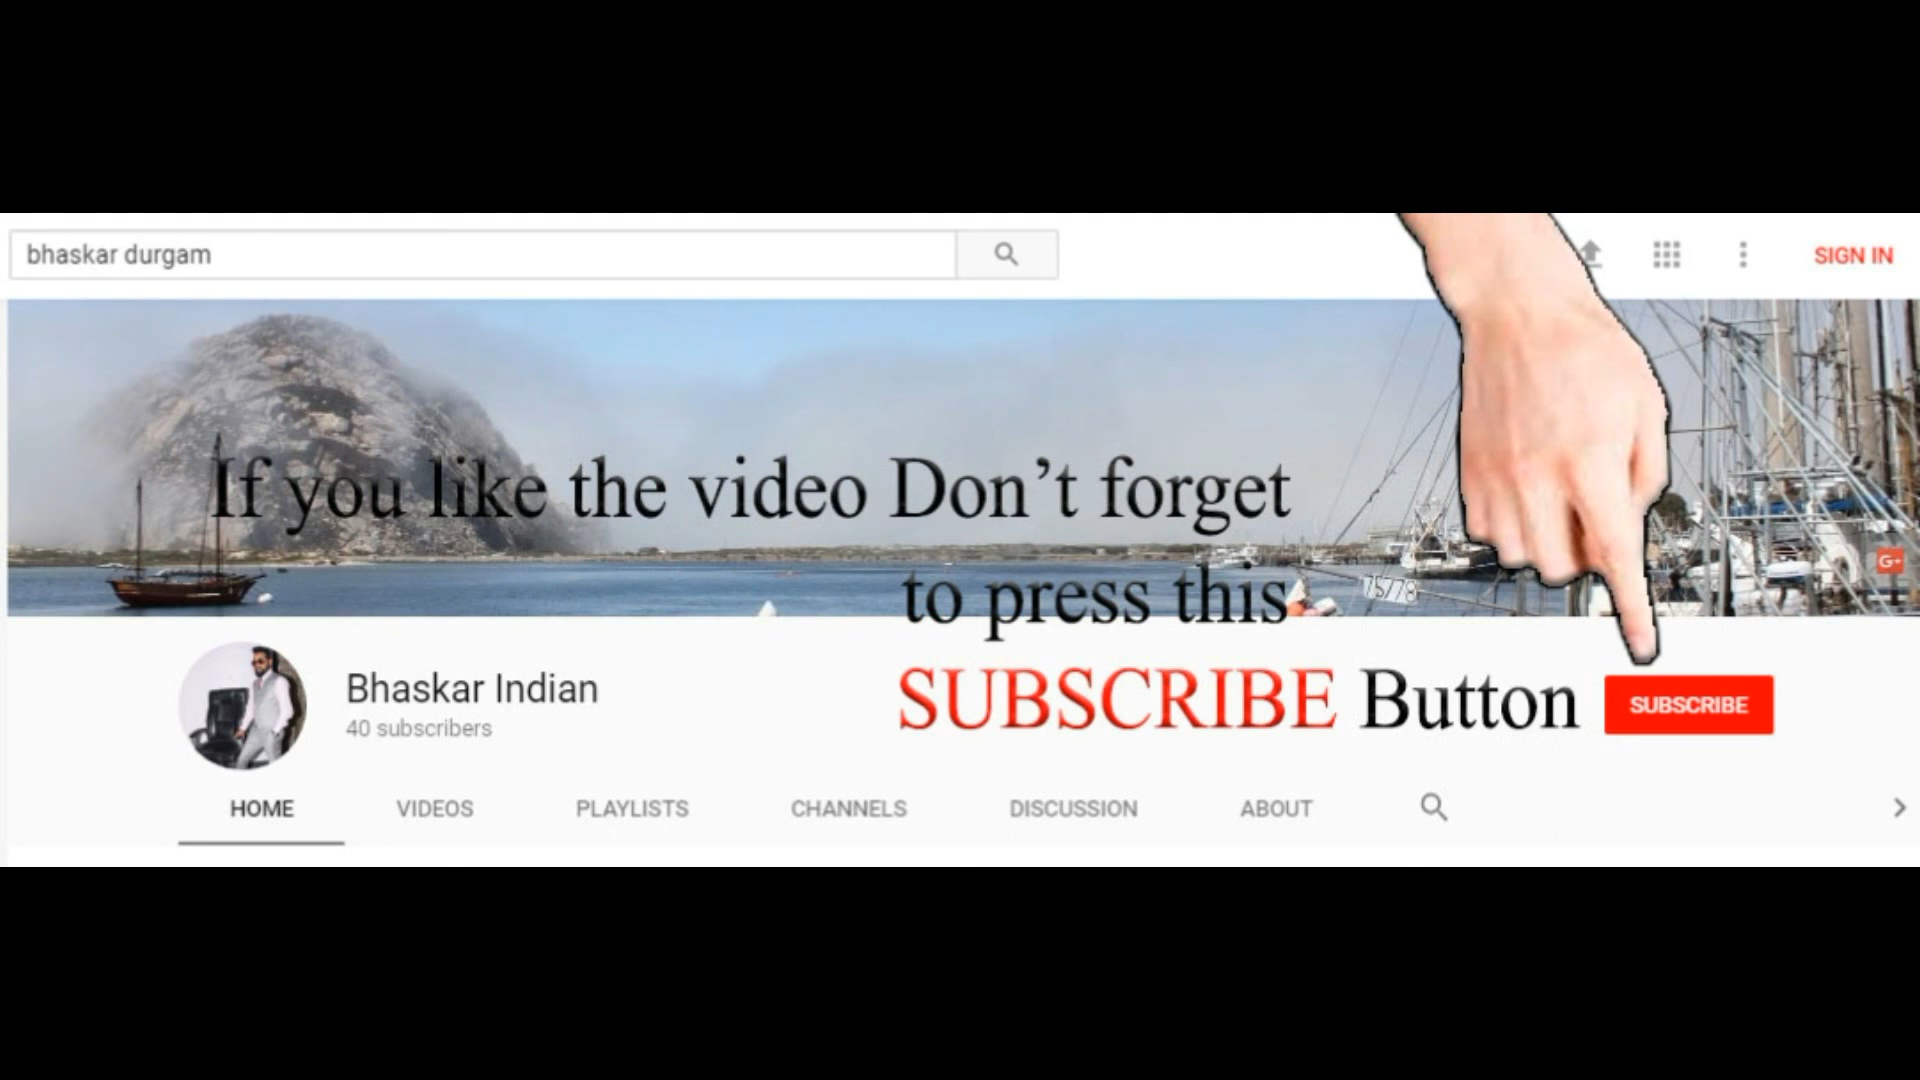 bhaskar durgam
SIGN IN
If you like the video Don’t forget
to press this
75778
G+
SUBSCRIBE Button
SUBSCRIBE
Bhaskar Indian
40 subscribers
HOME VIDEOS PLAYLISTS CHANNELS DISCUSSION ABOUT